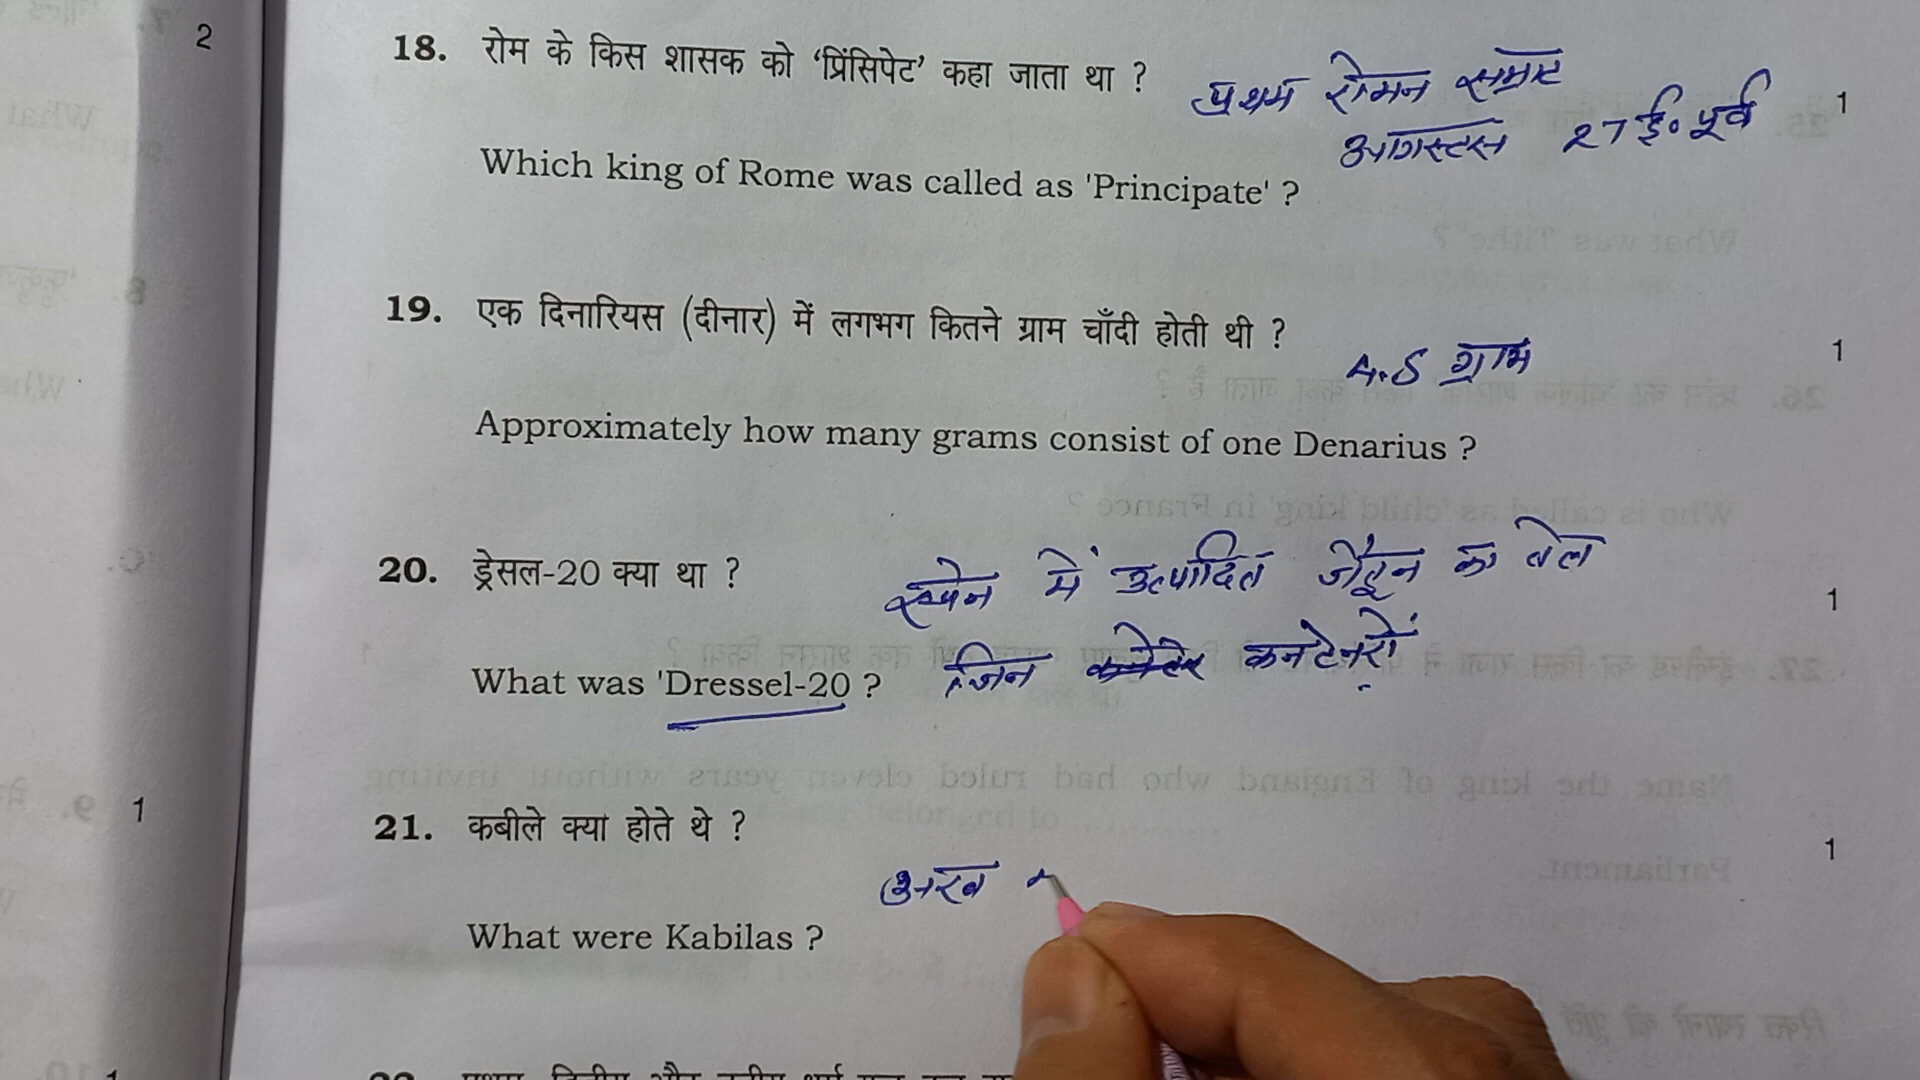 2
18. रोम के किस शासक को ‘प्रिंसिपेट’ कहा जाता था ?
प्रथम रोमन सम्राट
1
आगस्टस 27 ई० पूर्व
Which king of Rome was called as 'Principate' ?
19. एक दिनारियस (दीनार) में लगभग कितने ग्राम चाँदी होती थी ?
1
4.5 ग्राम
Approximately how many grams consist of one Denarius ?
20. ड्रेसल-20 क्या था ?
स्पेन में उत्पादित जैतून का तेल
1
What was 'Dressel-20 ?
जिन कनटेनरों
1
21. कबीले क्या होते थे ?
1
अरब
What were Kabilas ?